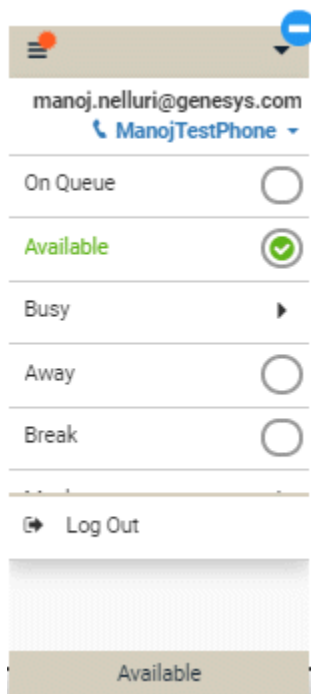 manoj.nelluri@genesys.com
ManojTestPhone
On Queue
Available
Busy
Away
Break
Log Out
Available